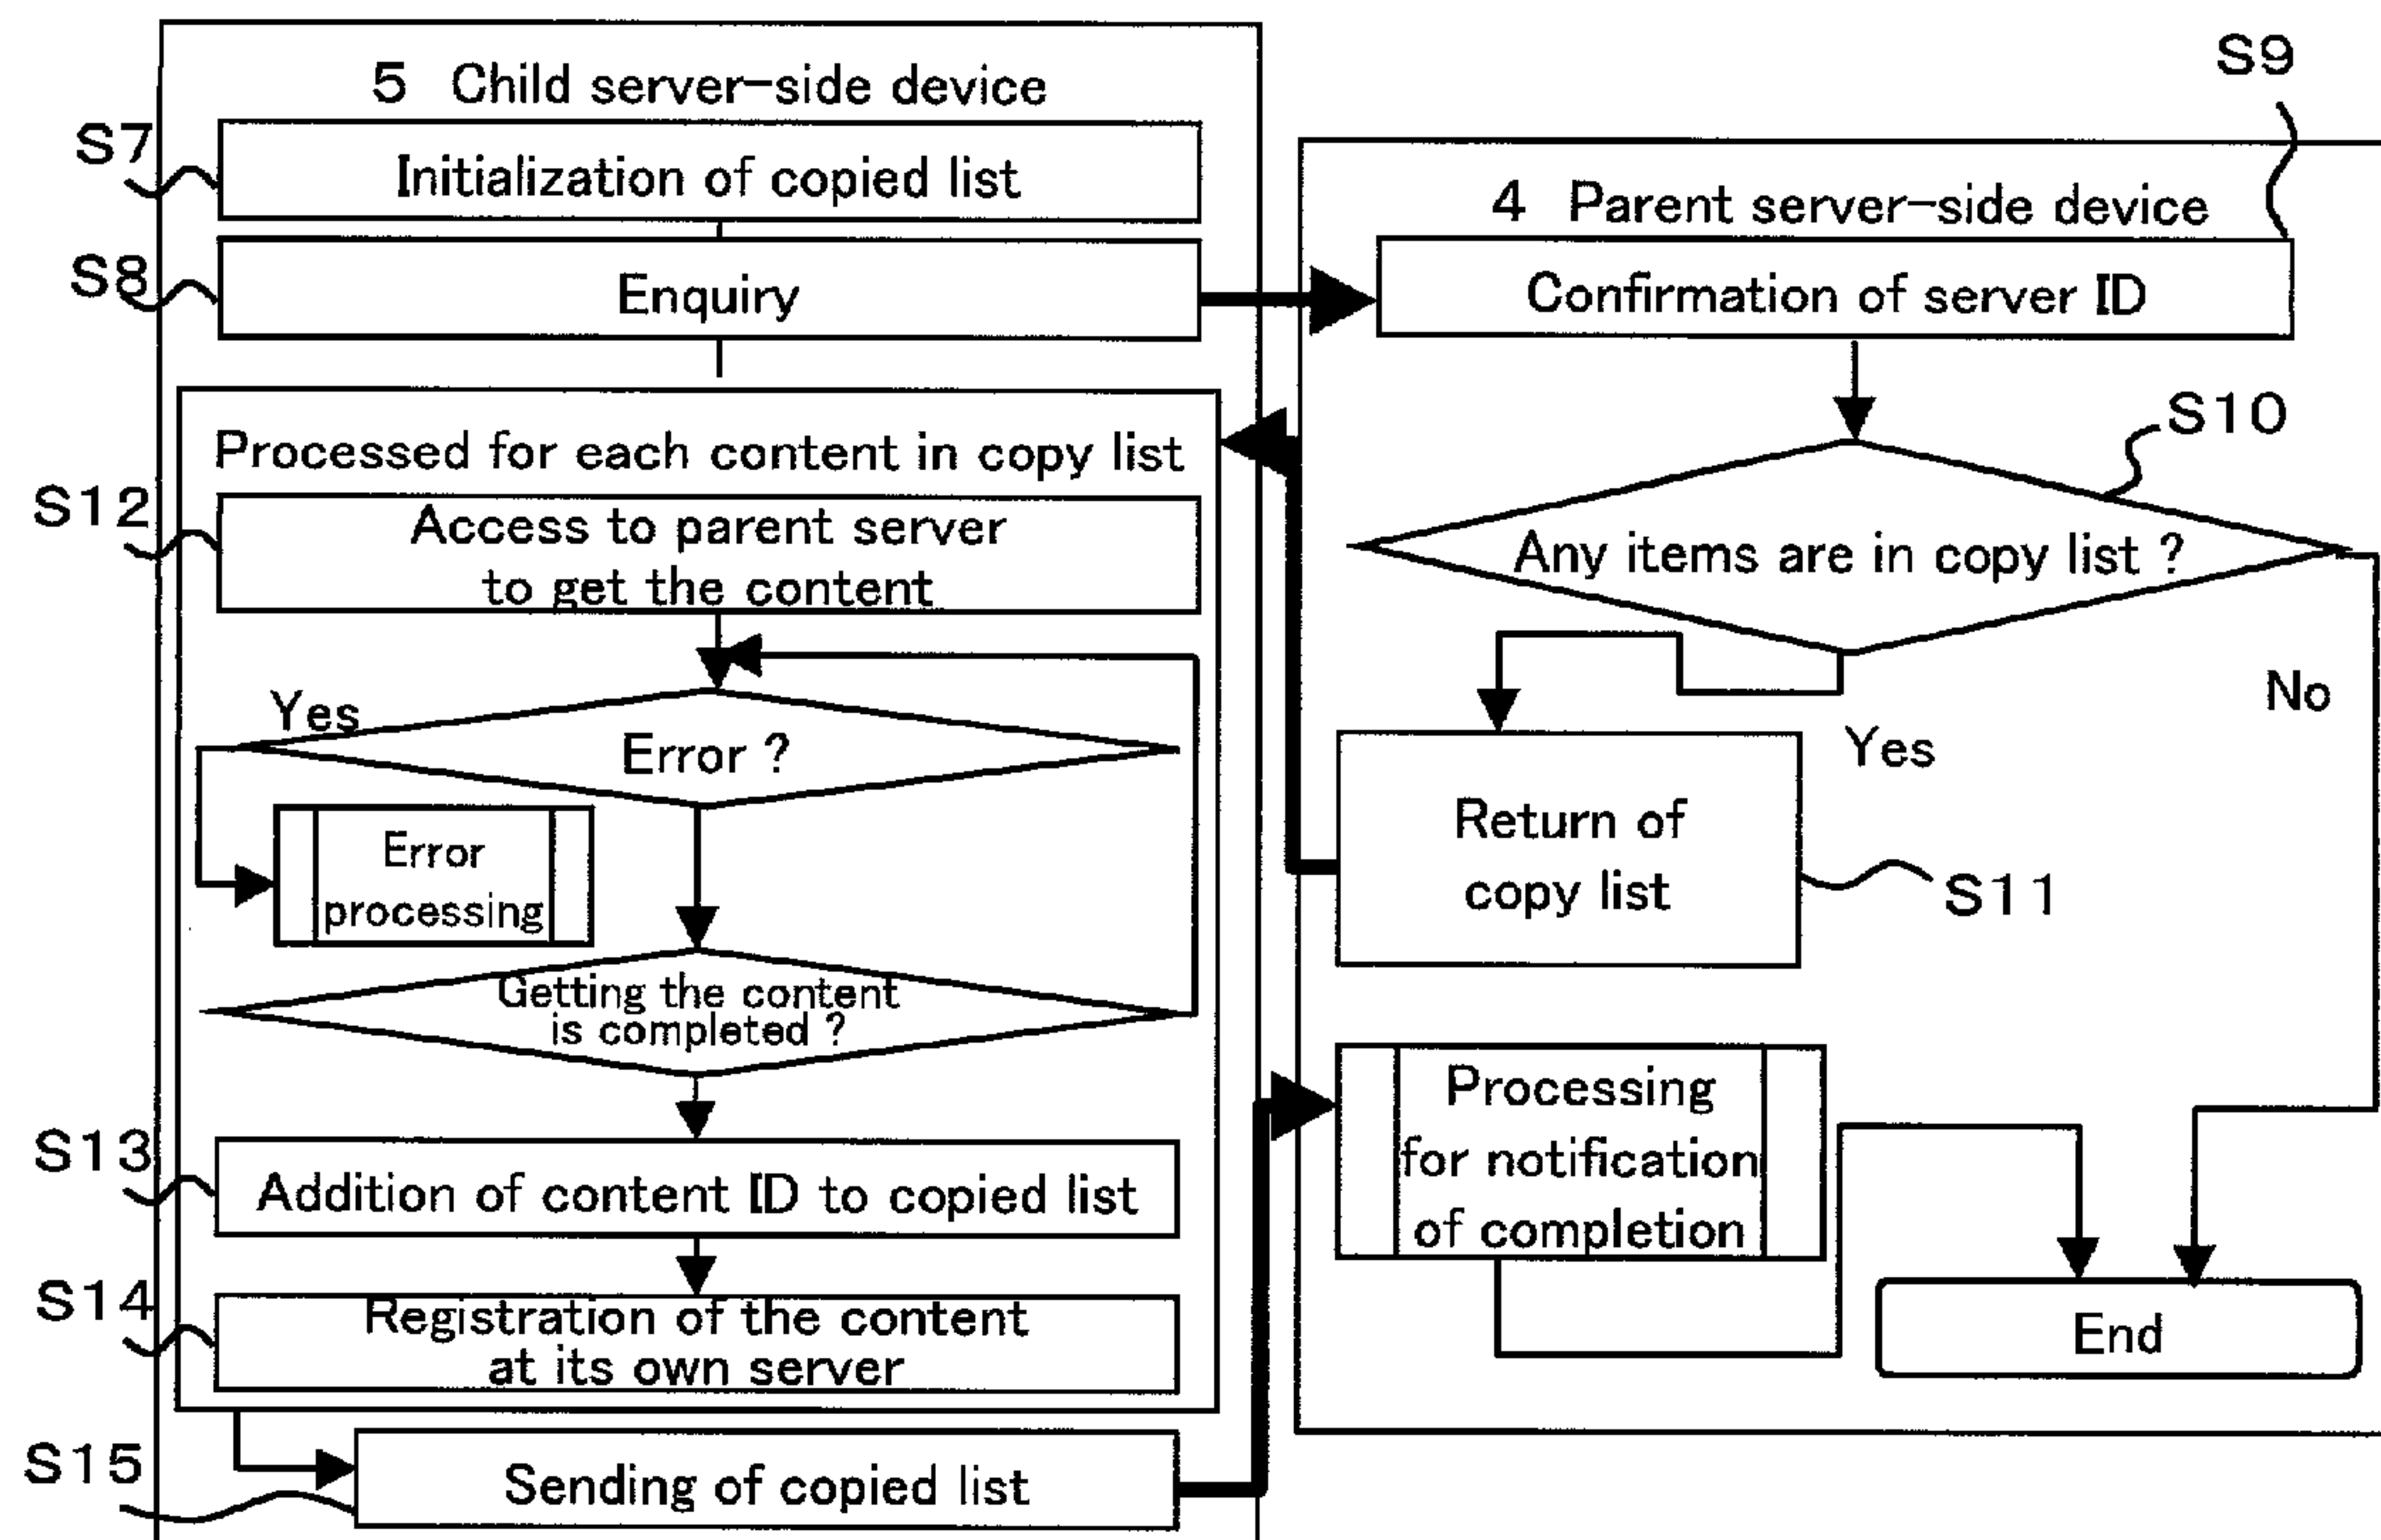 5 Child server-side device
S7
Initialization of copied list
S8
Enquiry
Processed for each content in copy list
S12
Access to parent server
to get the content
Yes
Error ?
Error
processing
Getting the content
is completed ?
S13
Addition of content ID to copied list
S14
Registration of the content
at its own server
S15
Sending of copied list
S9
4 Parent server-side device
Confirmation of server ID
S10
Any items are in copy list ?
No
Yes
Return of
copy list
S11
Processing
for notification
of completion
End